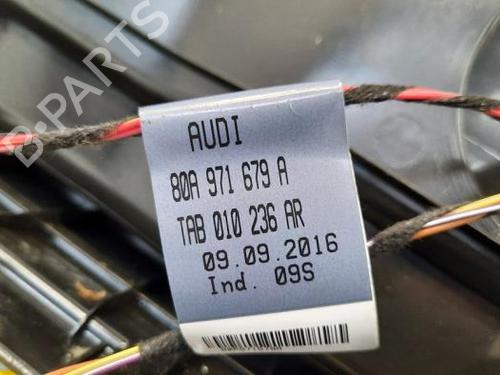 B-PARTS
AUDI
80A 971 679 A
TAB 010 236 AR
09.09.2016
Ind. 09S